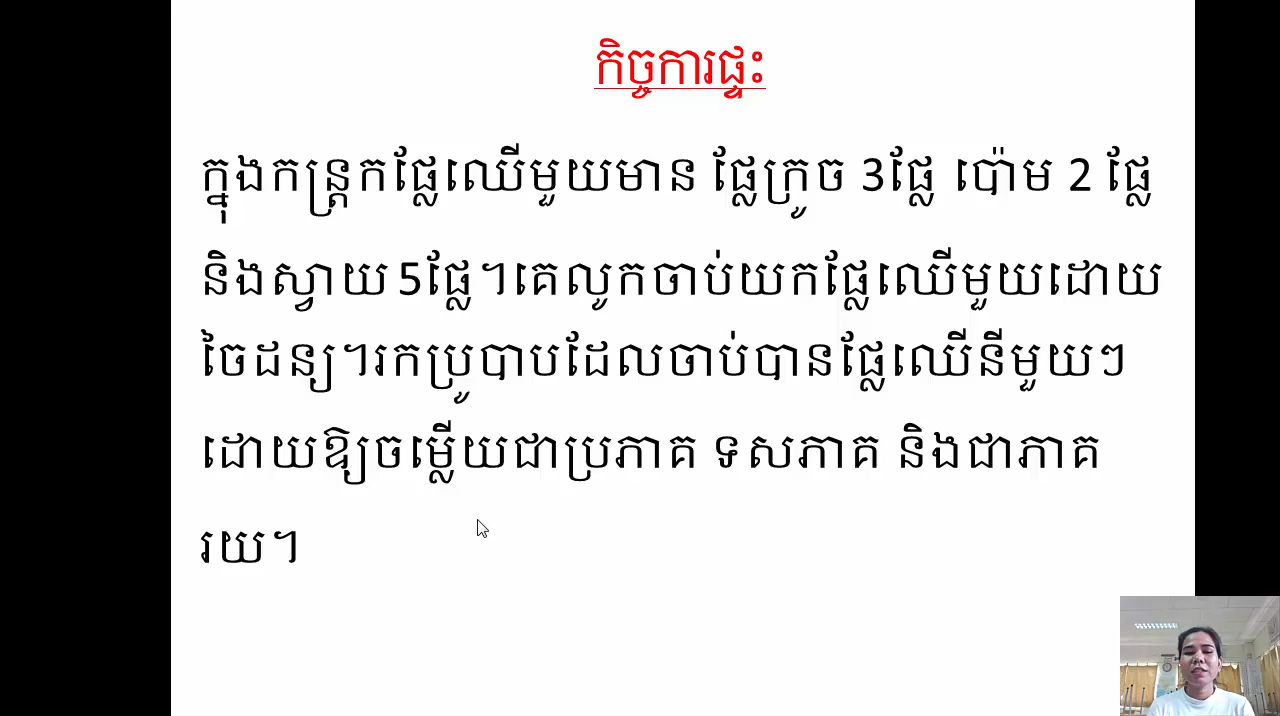 កិច្ចការផ្ទះ
ក្នុងកន្ត្រកផ្លែឈើមួយមាន ផ្លែក្រូច 3ផ្លែ ប៉ោម 2 ផ្លែ
និងស្វាយ 5ផ្លែ។គេលូកចាប់យកផ្លែឈើមួយដោយ
ចៃដន្យ។រកប្រូបាបដែលចាប់បានផ្លែឈើនីមួយៗ
ដោយឱ្យចម្លើយជាប្រភាគ ទសភាគ និងជាភាគ
រយ។